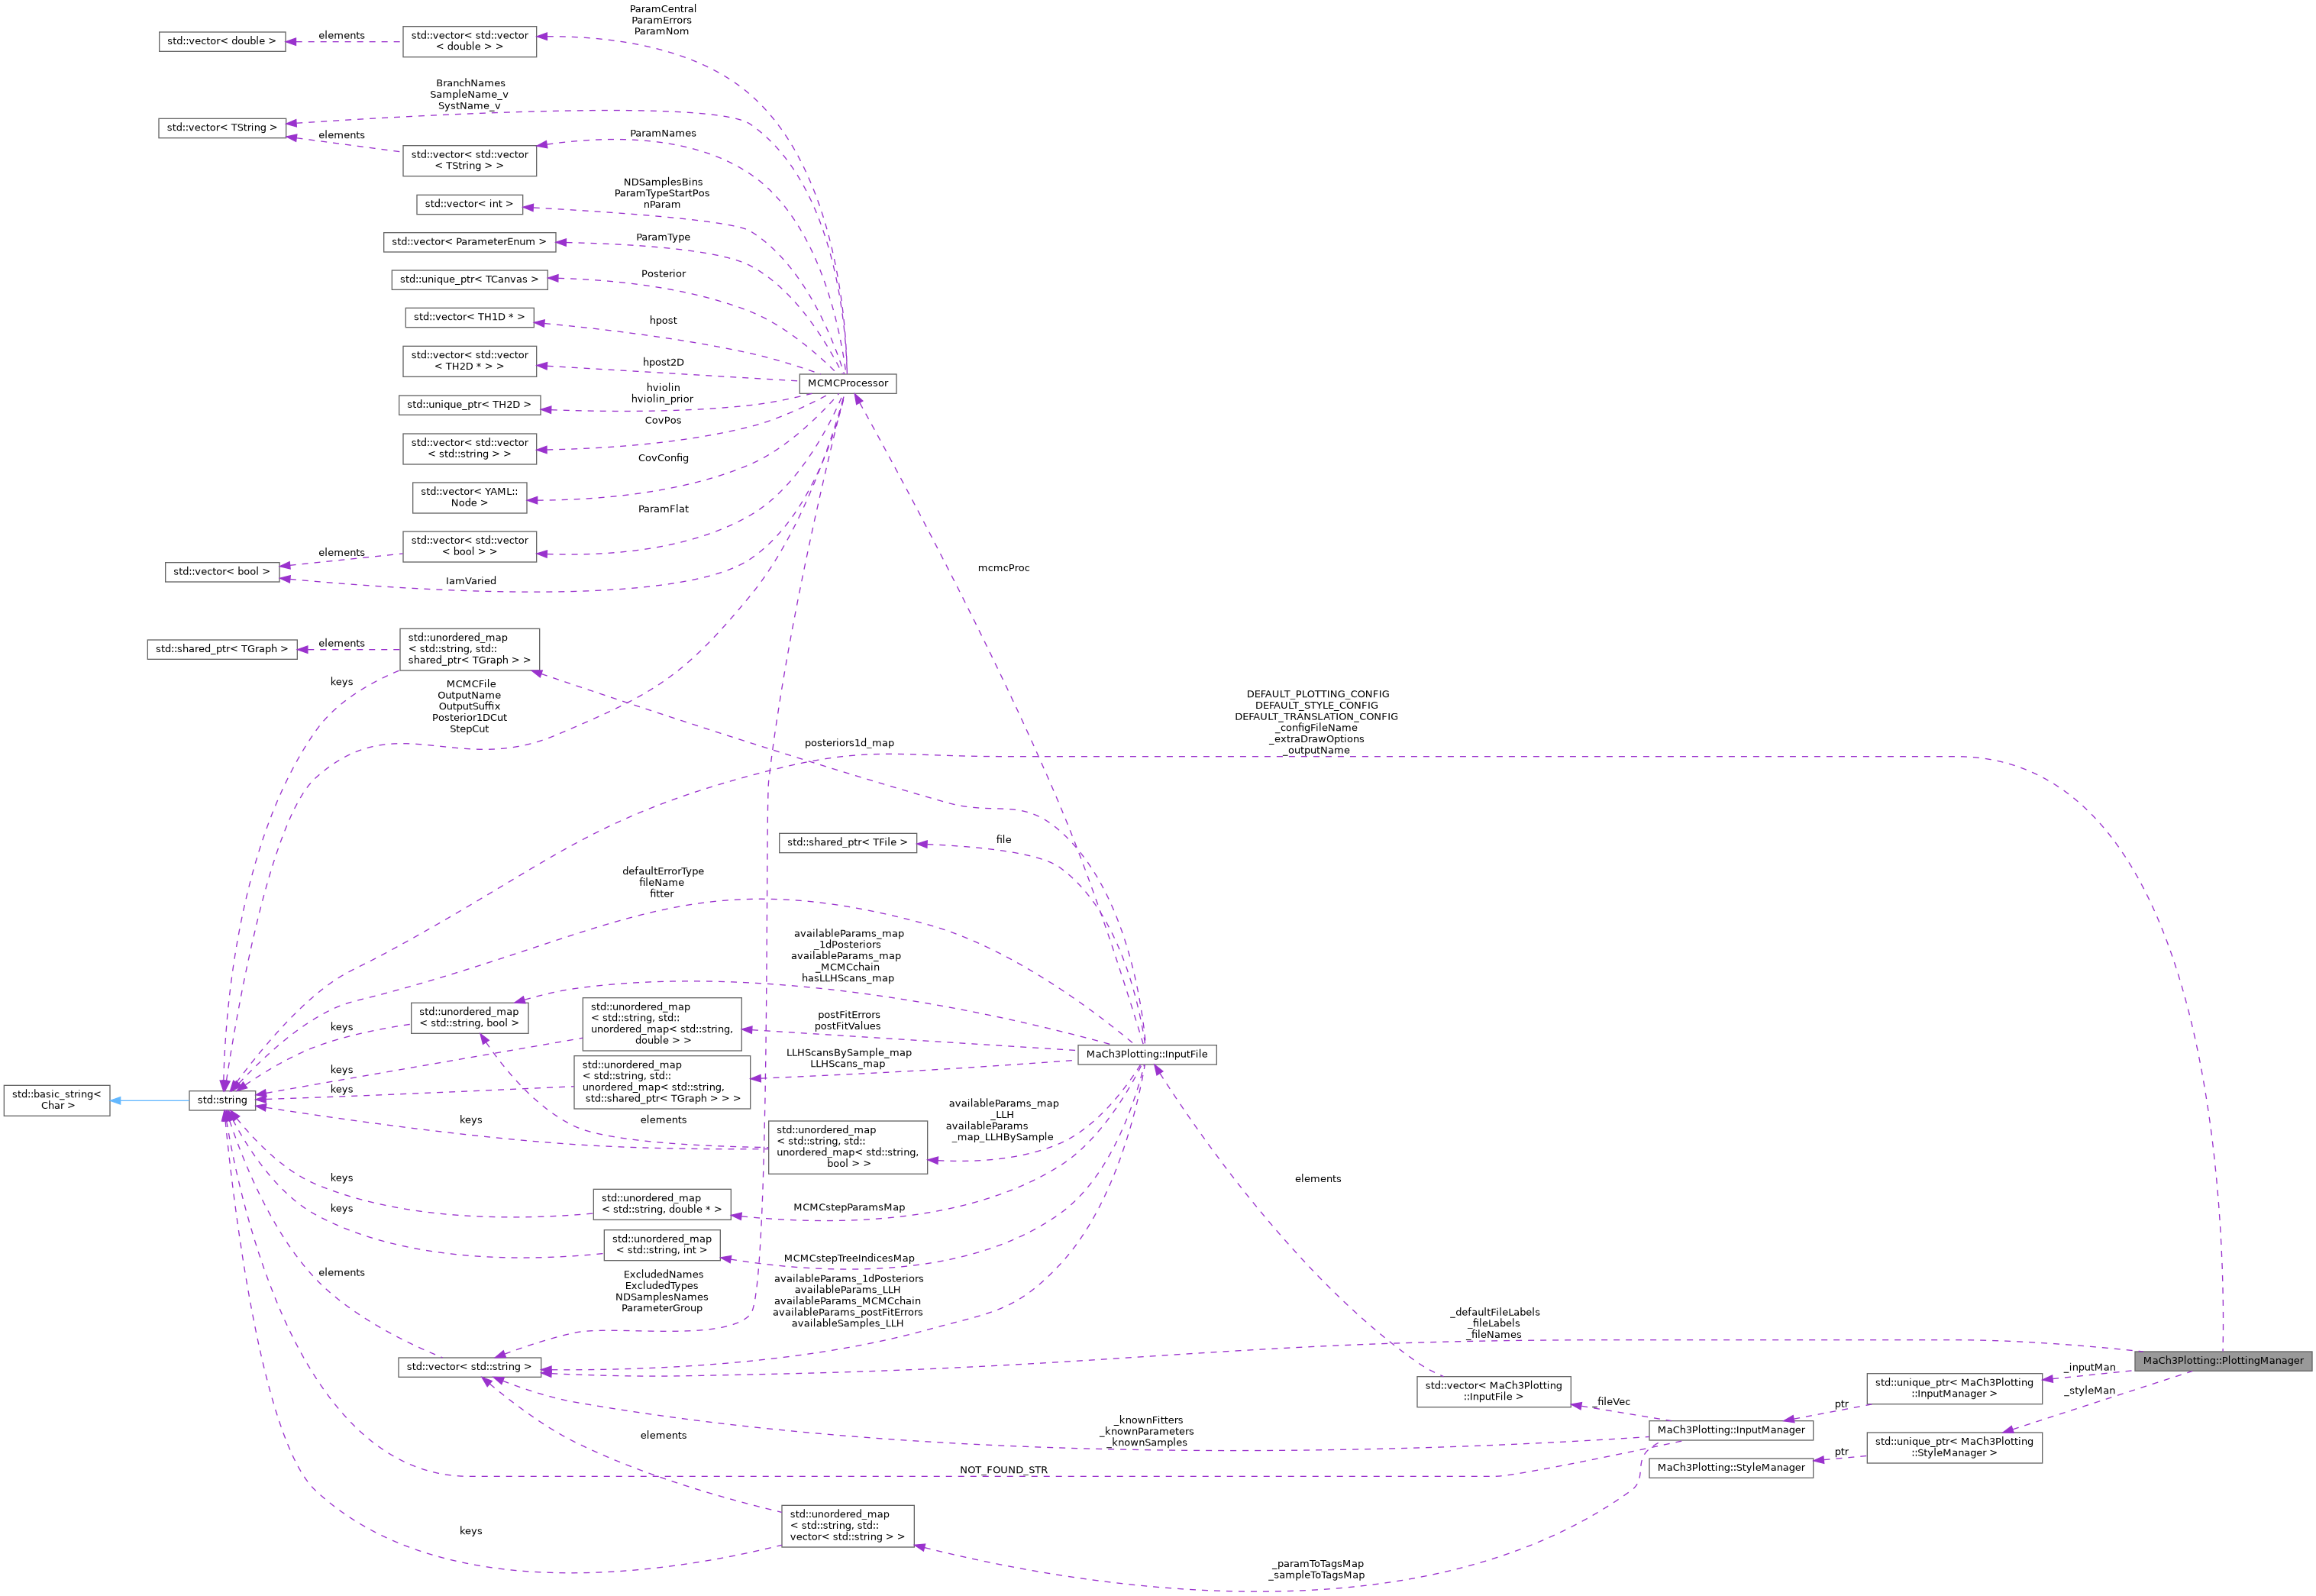 ParamCentral
ParamErrors
ParamNom
std::vector< double >
elements
std::vector< std::vector
< double > >
BranchNames
SampleName_v
SystName_v
std::vector< TString >
elements
ParamNames
std::vector< std::vector
< TString > >
NDSamplesBins
ParamTypeStartPos
nParam
std::vector< int >
ParamType
std::vector< ParameterEnum >
Posterior
std::unique_ptr< TCanvas >
hpost
std::vector< TH1D * >
hpost2D
std::vector< std::vector
< TH2D * > >
MCMCProcessor
hviolin
hviolin_prior
std::unique_ptr< TH2D >
CovPos
std::vector< std::vector
< std::string > >
CovConfig
std::vector< YAML::
Node >
ParamFlat
std::vector< std::vector
< bool > >
elements
std::vector< bool >
IamVaried
mcmcProc
std::shared_ptr< TGraph >
elements
std::unordered_map
< std::string, std::
shared_ptr< TGraph > >
keys
MCMCFile
OutputName
OutputSuffix
Posterior1DCut
StepCut
posteriors1d_map
DEFAULT_PLOTTING_CONFIG
DEFAULT_STYLE_CONFIG
DEFAULT_TRANSLATION_CONFIG
_configFileName
_extraDrawOptions
_outputName
std::shared_ptr< TFile >
file
defaultErrorType
fileName
fitter
availableParams_map
_1dPosteriors
availableParams_map
_MCMCchain
hasLLHScans_map
std::unordered_map
< std::string, bool >
keys
std::unordered_map
< std::string, std::
unordered_map< std::string,
double > >
postFitErrors
postFitValues
keys
LLHScansBySample_map
LLHScans_map
std::unordered_map
< std::string, std::
unordered_map< std::string,
std::shared_ptr< TGraph > > >
keys
MaCh3Plotting::InputFile
std::basic_string<
Char >
std::string
keys
elements
std::unordered_map
< std::string, std::
unordered_map< std::string,
bool > >
availableParams_map
_LLH
availableParams
_map_LLHBySample
keys
std::unordered_map
< std::string, double * >
MCMCstepParamsMap
keys
std::unordered_map
< std::string, int >
MCMCstepTreeIndicesMap
elements
elements
ExcludedNames
ExcludedTypes
NDSamplesNames
ParameterGroup
availableParams_1dPosteriors
availableParams_LLH
availableParams_MCMCchain
availableParams_postFitErrors
availableSamples_LLH
_defaultFileLabels
_fileLabels
_fileNames
std::vector< std::string >
MaCh3Plotting::PlottingManager
_inputMan
_styleMan
std::unique_ptr< MaCh3Plotting
::InputManager >
ptr
std::vector< MaCh3Plotting
::InputFile >
_fileVec
MaCh3Plotting::InputManager
_knownFitters
_knownParameters
_knownSamples
elements
std::unique_ptr< MaCh3Plotting
::StyleManager >
ptr
MaCh3Plotting::StyleManager
NOT_FOUND_STR
std::unordered_map
< std::string, std::
vector< std::string > >
keys
_paramToTagsMap
_sampleToTagsMap